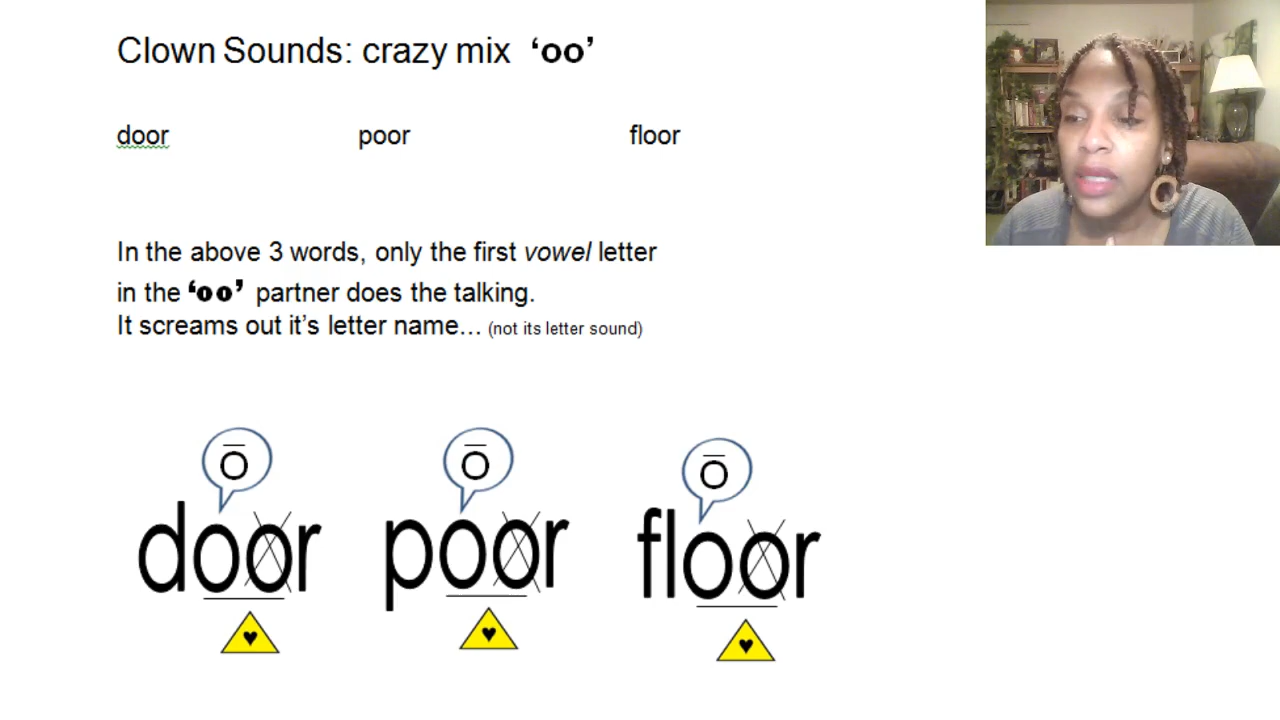 Clown Sounds: crazy mix ‘oo’
door poor floor
In the above 3 words, only the first vowel letter
in the ‘oo’ partner does the talking.
It screams out it’s letter name... (not its letter sound)
ō ō ō
door poor floor